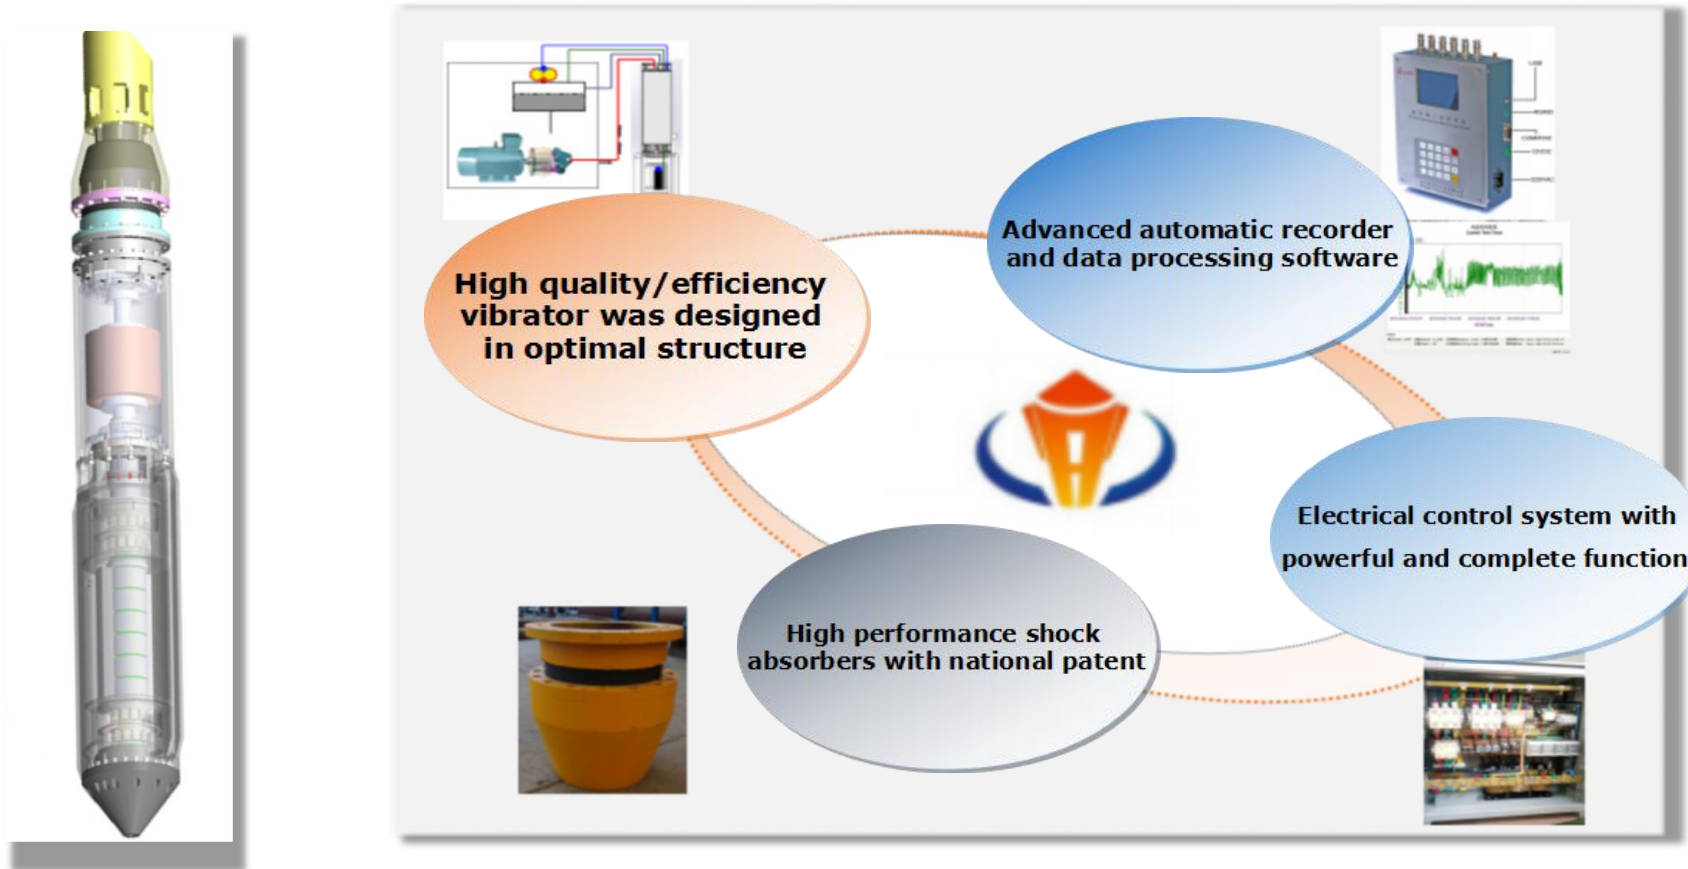 Advanced automatic recorder
and data processing software
High quality/efficiency
vibrator was designed
in optimal structure
Electrical control system with
powerful and complete function
High performance shock
absorbers with national patent